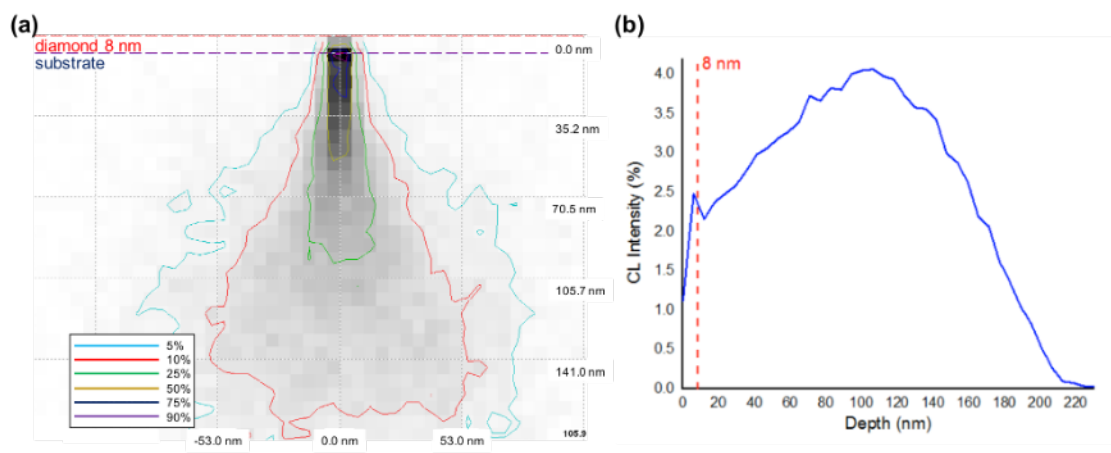 (a)
diamond 8 nm
substrate
0.0 nm
35.2 nm
70.5 nm
105.7 nm
141.0 nm
5%
10%
25%
50%
75%
90%
-53.0 nm
0.0 nm
53.0 nm
105.9
(b)
8 nm
4.0
3.5
3.0
2.5
2.0
1.5
1.0
0.5
0.0
CL Intensity (%)
0 20 40 60 80 100 120 140 160 180 200 220
Depth (nm)